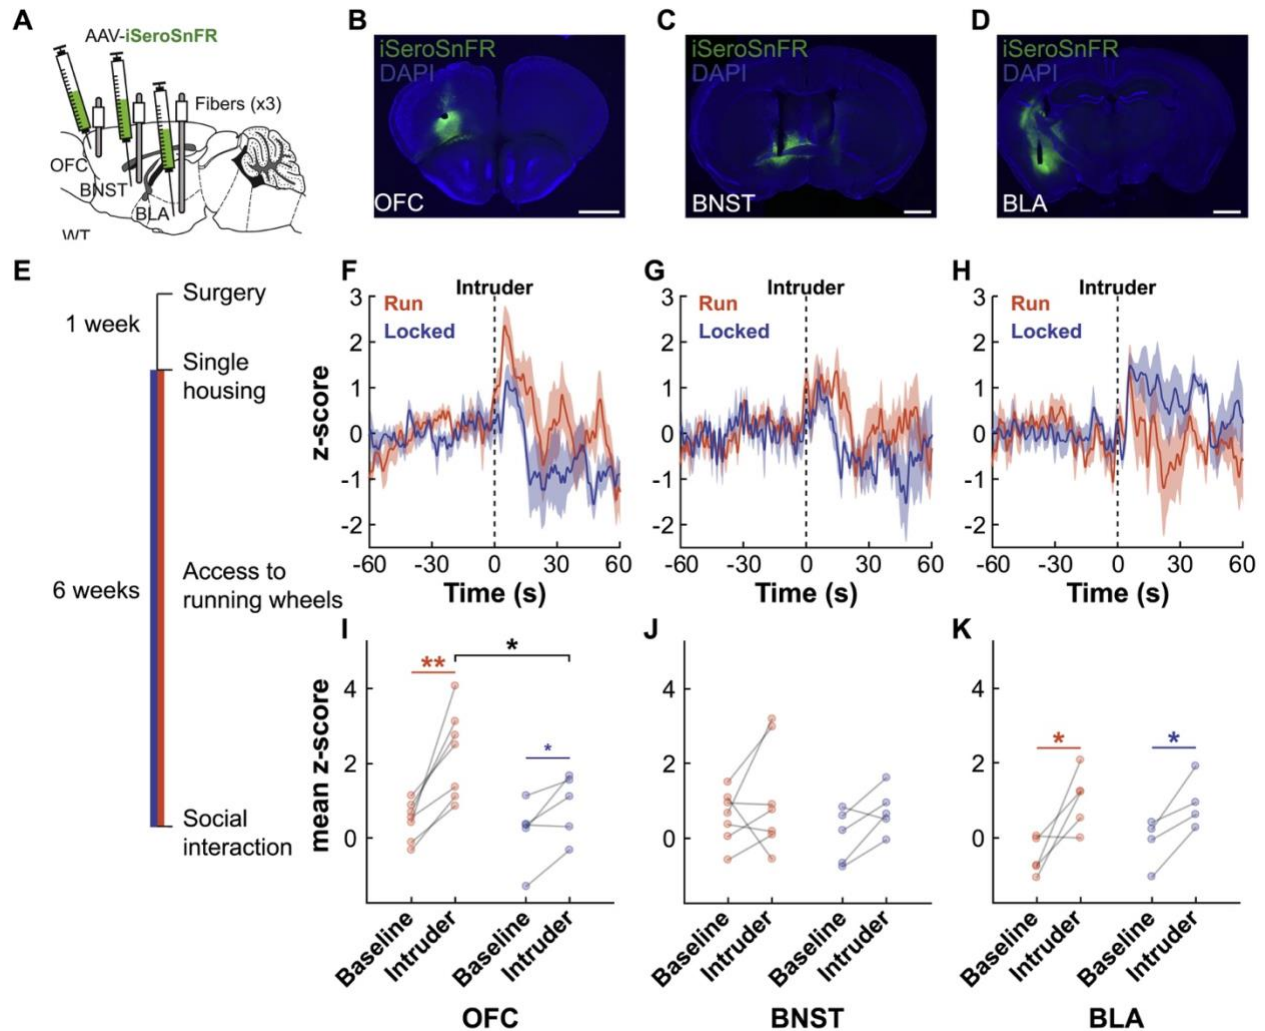 A
AAV-iSeroSnFR
Fibers (x3)
OFC
BNST
BLA
WT
B
iSeroSnFR
DAPI
OFC
C
iSeroSnFR
DAPI
BNST
D
iSeroSnFR
DAPI
BLA
E
Surgery
1 week
Single
housing
6 weeks
Access to
running wheels
Social
interaction
F
Intruder
Run
Locked
z-score
3
2
1
0
-1
-2
-60
-30
0
30
60
Time (s)
G
Intruder
Run
Locked
3
2
1
0
-1
-2
-60
-30
0
30
60
Time (s)
H
Intruder
Run
Locked
3
2
1
0
-1
-2
-60
-30
0
30
60
Time (s)
I
mean z-score
4
2
0
**
*
*
Baseline
Intruder
Baseline
Intruder
OFC
J
4
2
0
Baseline
Intruder
Baseline
Intruder
BNST
K
4
2
0
*
*
Baseline
Intruder
Baseline
Intruder
BLA